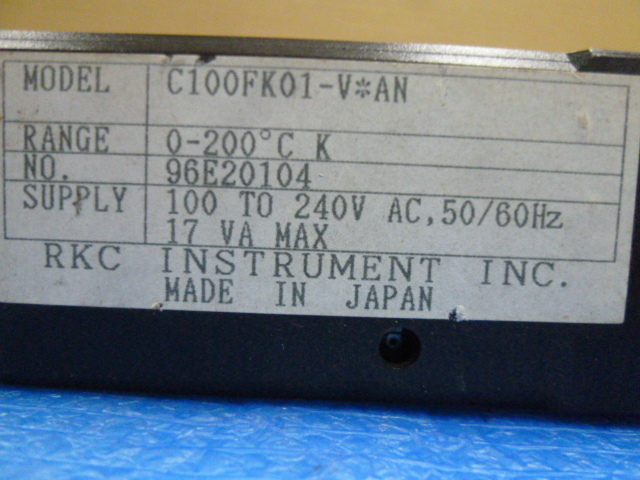 MODEL C100FK01-V*AN
RANGE 0-200°C K
NO. 96E20104
SUPPLY 100 TO 240V AC,50/60Hz
17 VA MAX
RKC INSTRUMENT INC.
MADE IN JAPAN